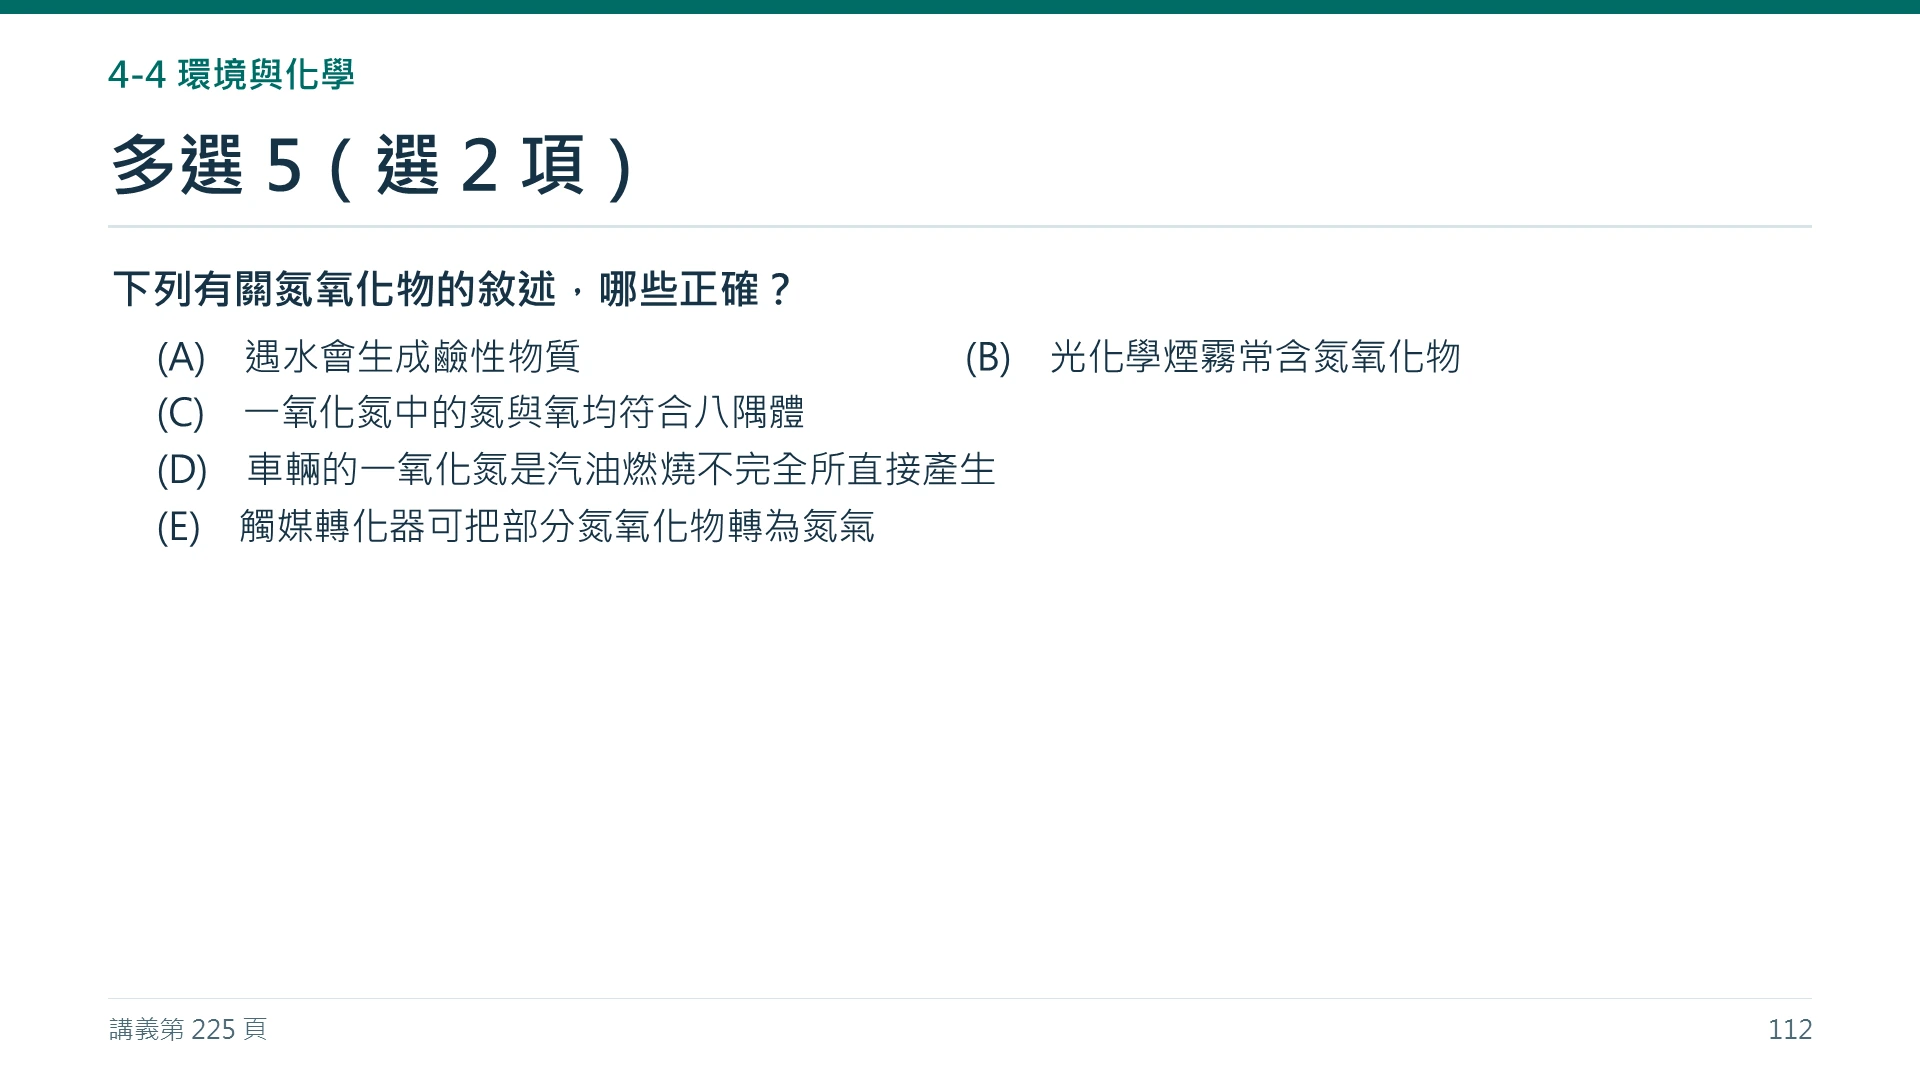 4-4 環境與化學
多選 5（選 2 項）
下列有關氮氧化物的敘述，哪些正確？
(A) 遇水會生成鹼性物質 (B) 光化學煙霧常含氮氧化物
(C) 一氧化氮中的氮與氧均符合八隅體
(D) 車輛的一氧化氮是汽油燃燒不完全所直接產生
(E) 觸媒轉化器可把部分氮氧化物轉為氮氣
講義第 225 頁 112